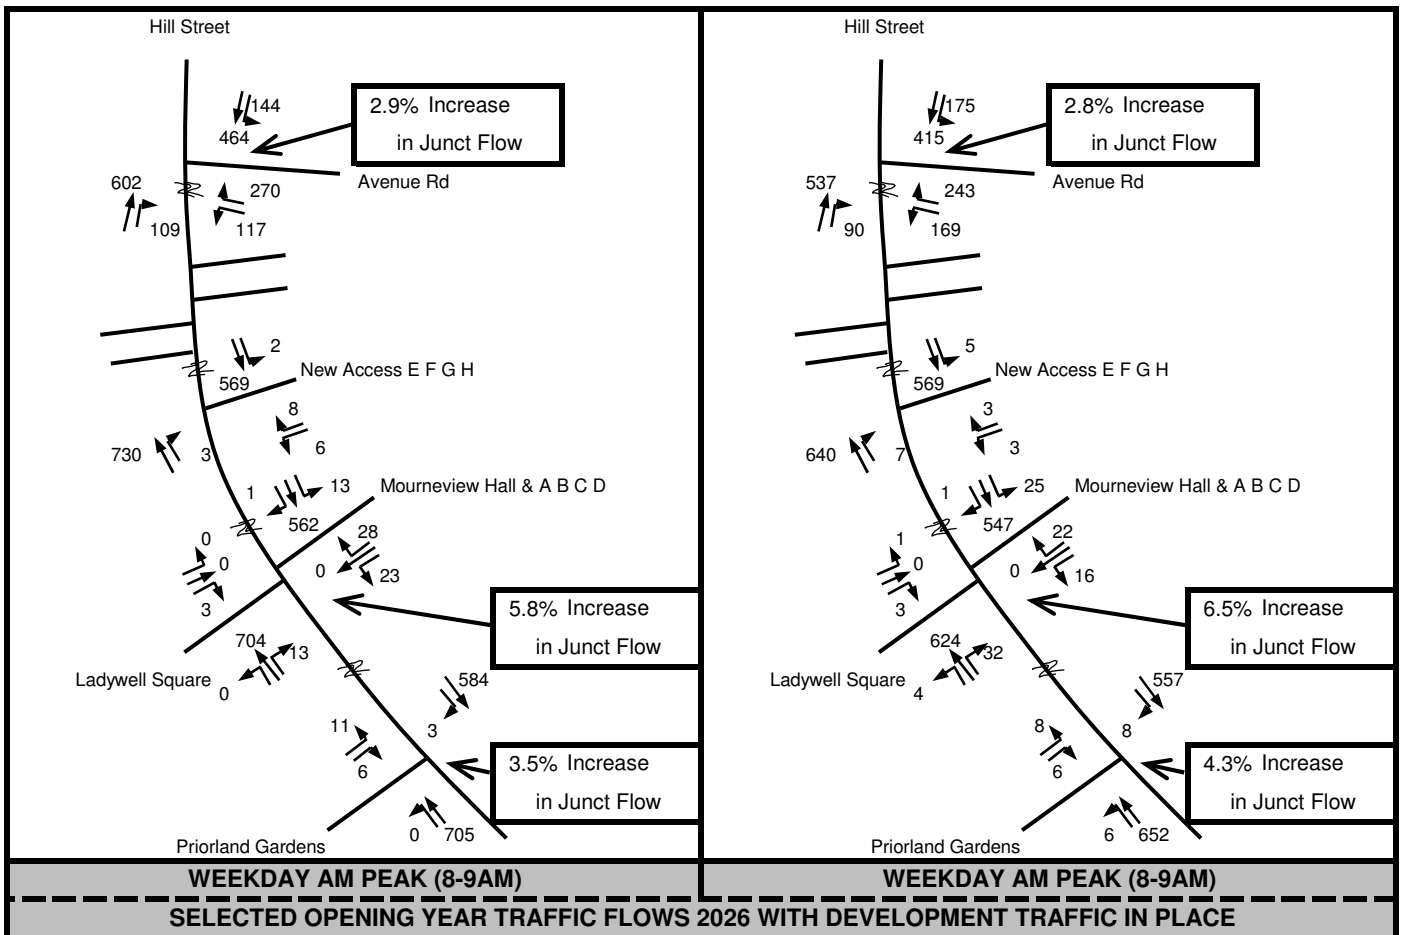 Hill Street
144
464
2.9% Increase
in Junct Flow
Avenue Rd
602
109
270
117
2
569
New Access E F G H
8
6
730
3
1
13
562
Mourneview Hall & A B C D
0
0
3
28
0
23
5.8% Increase
in Junct Flow
704
13
Ladywell Square
0
584
3
11
6
3.5% Increase
in Junct Flow
0
705
Priorland Gardens
WEEKDAY AM PEAK (8-9AM)
Hill Street
175
415
2.8% Increase
in Junct Flow
Avenue Rd
537
90
243
169
5
569
New Access E F G H
3
3
640
7
1
25
547
Mourneview Hall & A B C D
1
0
3
22
0
16
6.5% Increase
in Junct Flow
624
32
Ladywell Square
4
557
8
8
6
4.3% Increase
in Junct Flow
6
652
Priorland Gardens
WEEKDAY AM PEAK (8-9AM)
SELECTED OPENING YEAR TRAFFIC FLOWS 2026 WITH DEVELOPMENT TRAFFIC IN PLACE